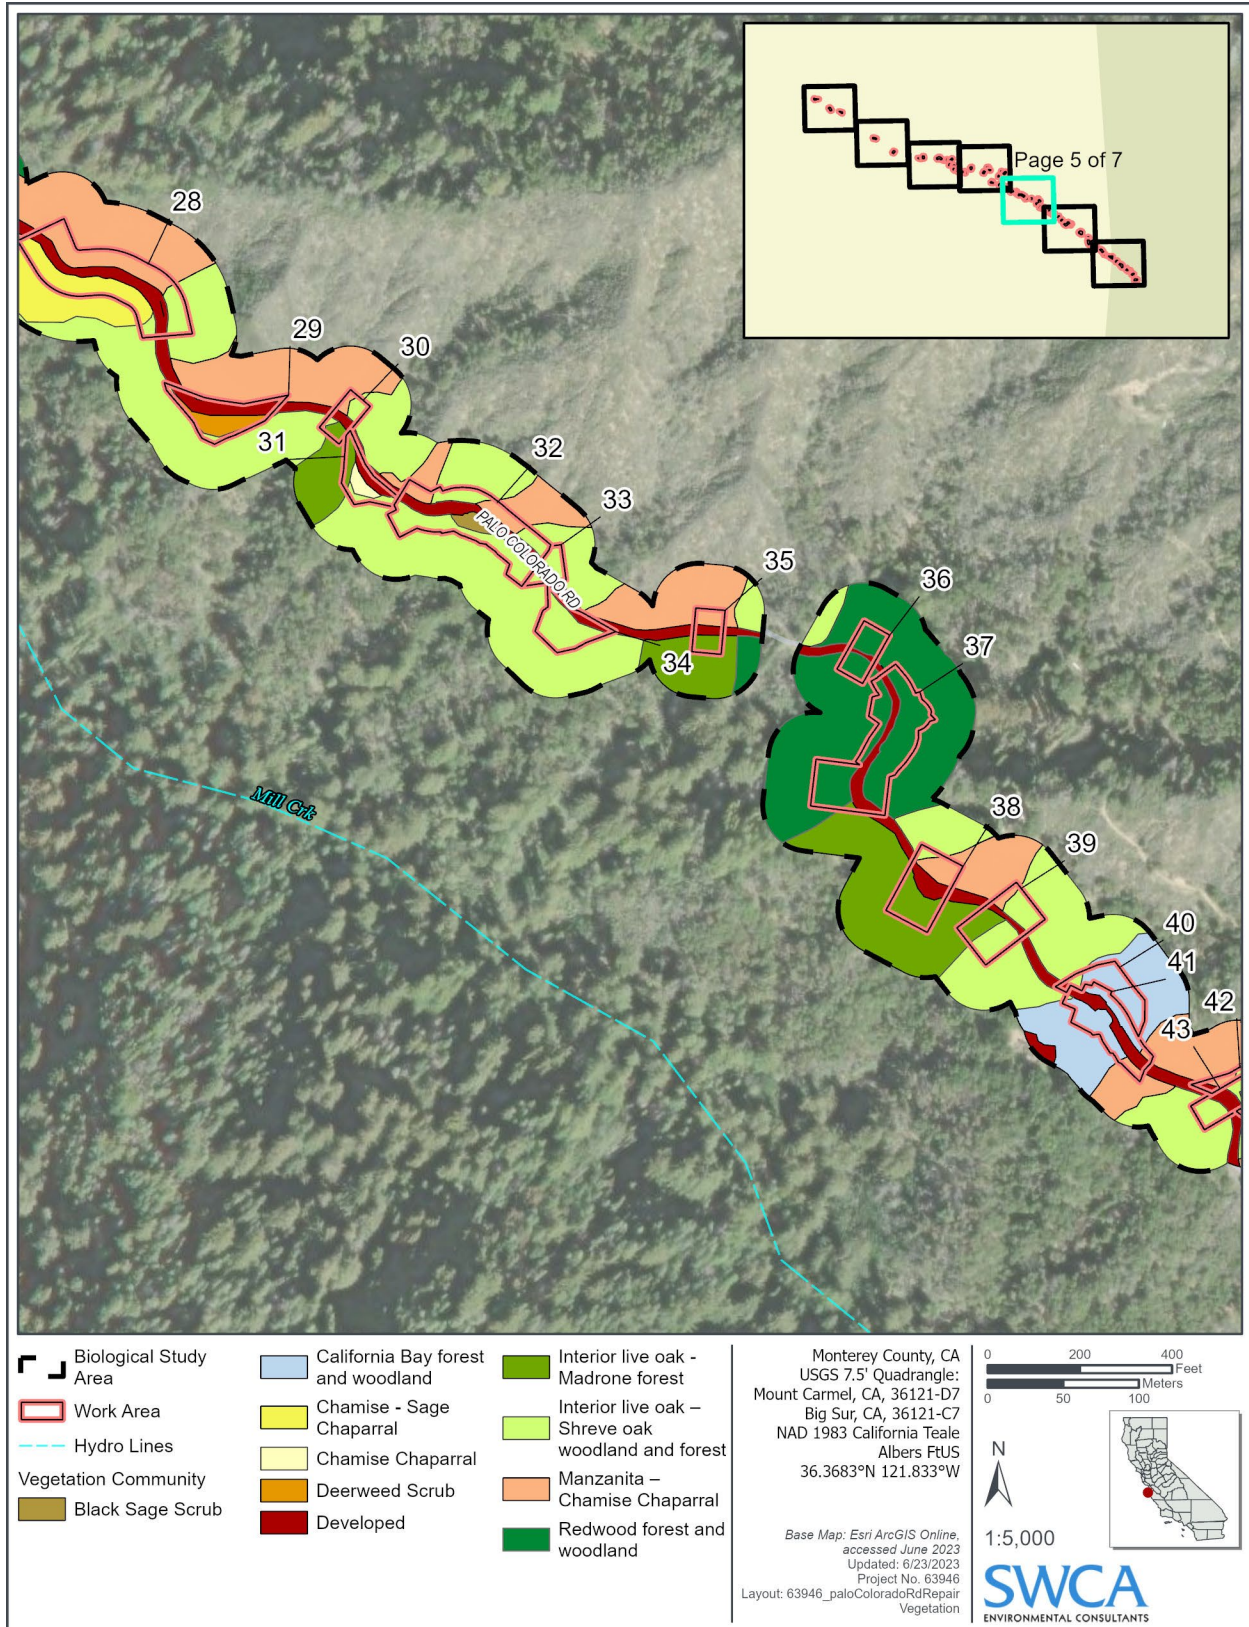 Page 5 of 7
28
29
30
31
32
33
PALO COLORADO RD
34
35
36
37
38
39
40
41
42
43
Mill Crk
Biological Study
Area
Work Area
Hydro Lines
Vegetation Community
Black Sage Scrub
California Bay forest
and woodland
Chamise - Sage
Chaparral
Chamise Chaparral
Deerweed Scrub
Developed
Interior live oak -
Madrone forest
Interior live oak –
Shreve oak
woodland and forest
Manzanita –
Chamise Chaparral
Redwood forest and
woodland
Monterey County, CA
USGS 7.5' Quadrangle:
Mount Carmel, CA, 36121-D7
Big Sur, CA, 36121-C7
NAD 1983 California Teale
Albers FtUS
36.3683°N 121.833°W
Base Map: Esri ArcGIS Online,
accessed June 2023
Updated: 6/23/2023
Project No. 63946
Layout: 63946_paloColoradoRdRepair
Vegetation
0 200 400
Feet
Meters
0 50 100
N
1:5,000
SWCA
ENVIRONMENTAL CONSULTANTS